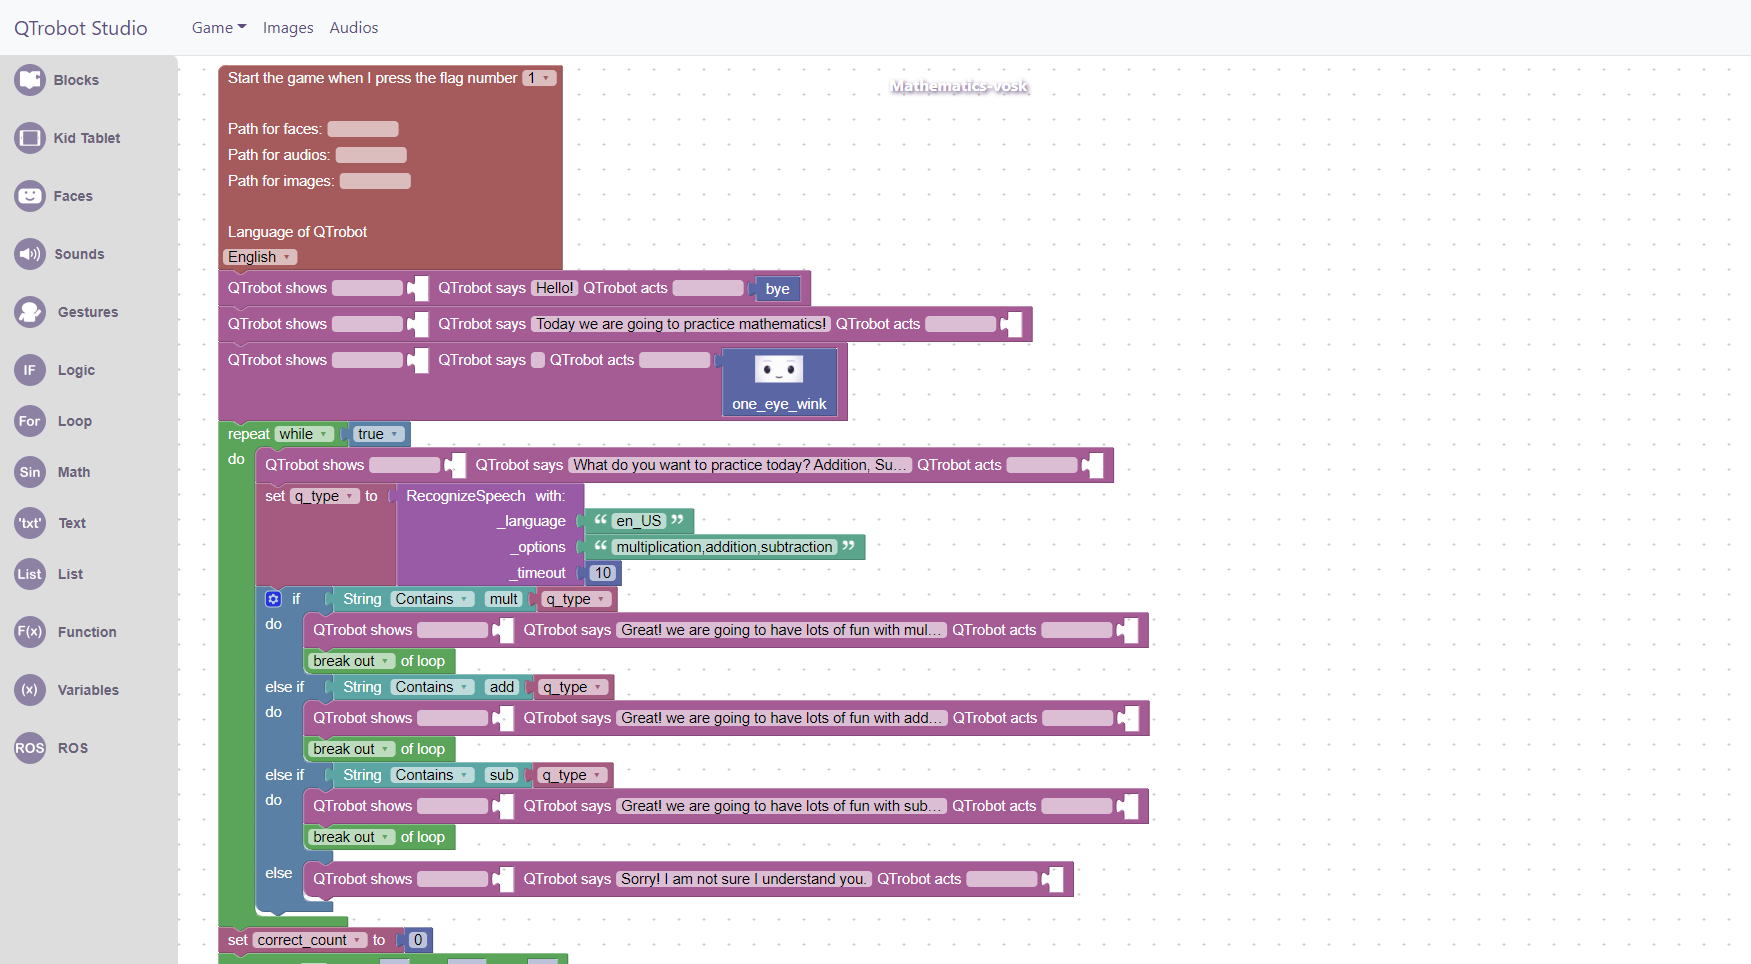 QTrobot Studio Game Images Audios
Blocks
Kid Tablet
Faces
Sounds
Gestures
IF Logic
For Loop
Sin Math
'txt' Text
List List
F(x) Function
(x) Variables
ROS ROS
Mathematics-vosk
Start the game when I press the flag number 1
Path for faces:
Path for audios:
Path for images:
Language of QTrobot
English
QTrobot shows QTrobot says Hello! QTrobot acts bye
QTrobot shows QTrobot says Today we are going to practice mathematics! QTrobot acts
QTrobot shows QTrobot says QTrobot acts
one_eye_wink
repeat while true
do QTrobot shows QTrobot says What do you want to practice today? Addition, Su... QTrobot acts
set q_type to RecognizeSpeech with:
_language “ en_US ”
_options “ multiplication,addition,subtraction ”
_timeout 10
if String Contains mult q_type
do QTrobot shows QTrobot says Great! we are going to have lots of fun with mul... QTrobot acts
break out of loop
else if String Contains add q_type
do QTrobot shows QTrobot says Great! we are going to have lots of fun with add... QTrobot acts
break out of loop
else if String Contains sub q_type
do QTrobot shows QTrobot says Great! we are going to have lots of fun with sub... QTrobot acts
break out of loop
else QTrobot shows QTrobot says Sorry! I am not sure I understand you. QTrobot acts
set correct_count to 0